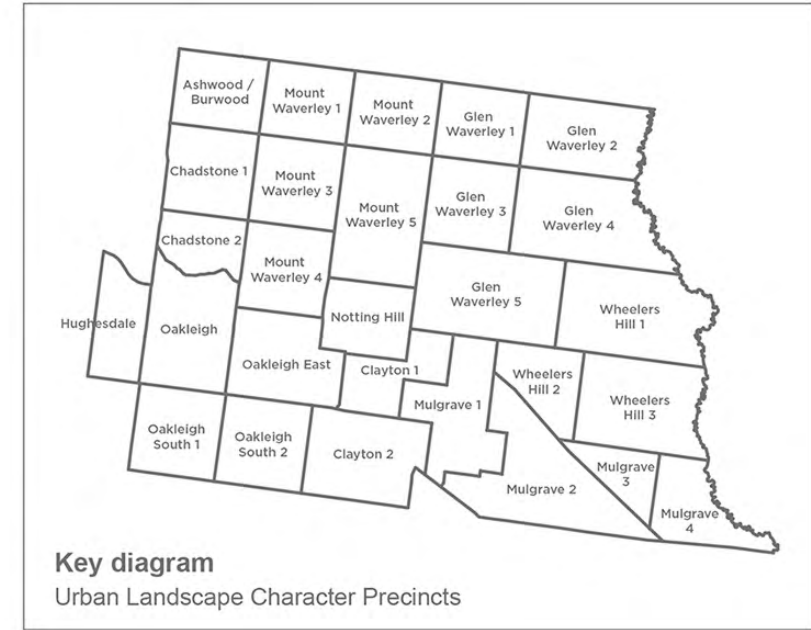 Ashwood /
Burwood
Mount
Waverley 1
Mount
Waverley 2
Glen
Waverley 1
Glen
Waverley 2
Chadstone 1
Mount
Waverley 3
Mount
Waverley 5
Glen
Waverley 3
Glen
Waverley 4
Chadstone 2
Mount
Waverley 4
Glen
Waverley 5
Wheelers
Hill 1
Hughesdale
Oakleigh
Notting Hill
Oakleigh East
Clayton 1
Wheelers
Hill 2
Wheelers
Hill 3
Mulgrave 1
Oakleigh
South 1
Oakleigh
South 2
Clayton 2
Mulgrave 2
Mulgrave
3
Mulgrave
4
Key diagram
Urban Landscape Character Precincts